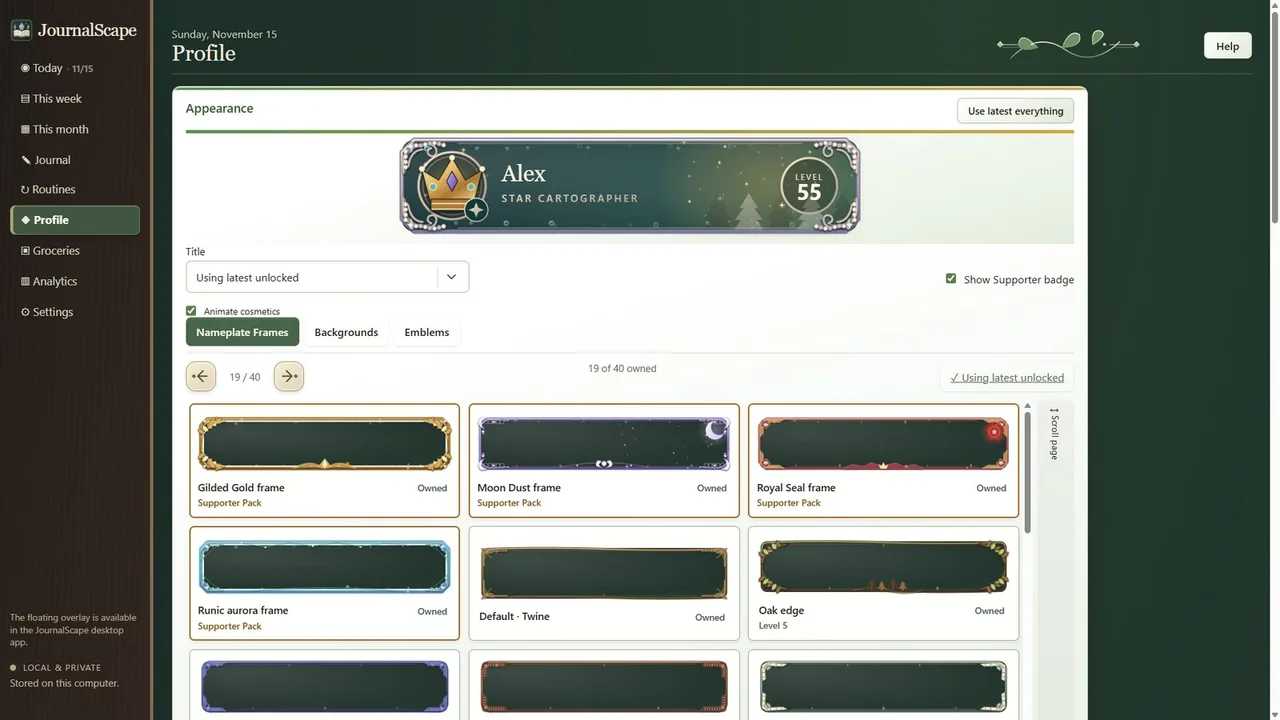 JournalScape
Today · 11/15
This week
This month
Journal
Routines
Profile
Groceries
Analytics
Settings
The floating overlay is available
in the JournalScape desktop
app.
LOCAL & PRIVATE
Stored on this computer.
Sunday, November 15
Profile
Help
Appearance
Use latest everything
Alex
STAR CARTOGRAPHER
LEVEL
55
Title
Using latest unlocked
Show Supporter badge
Animate cosmetics
Nameplate Frames
Backgrounds
Emblems
19 / 40
19 of 40 owned
✓ Using latest unlocked
Gilded Gold frame
Owned
Supporter Pack
Moon Dust frame
Owned
Supporter Pack
Royal Seal frame
Owned
Supporter Pack
↕ Scroll page
Runic aurora frame
Owned
Supporter Pack
Default · Twine
Owned
Oak edge
Owned
Level 5